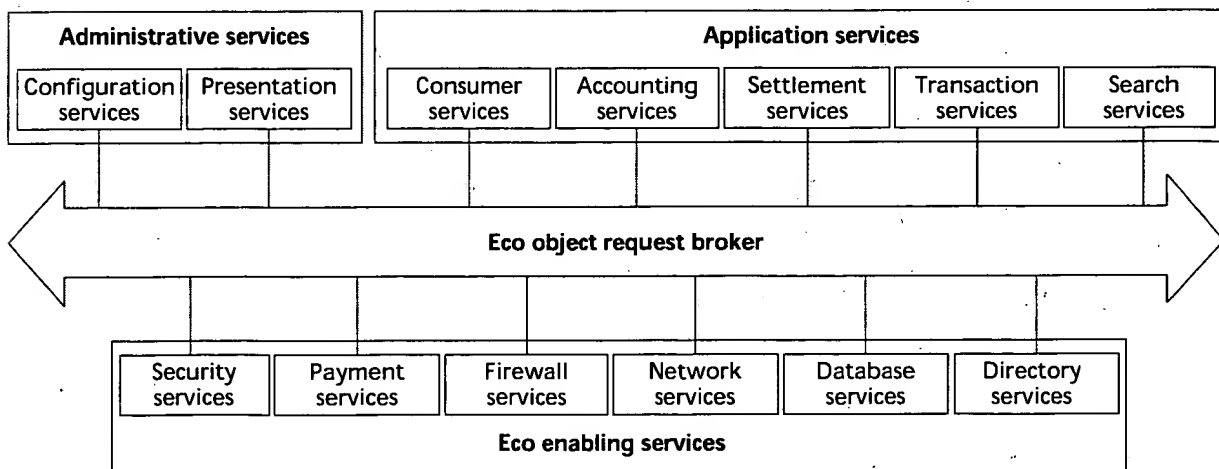 Administrative services
Application services
Configuration services
Presentation services
Consumer services
Accounting services
Settlement services
Transaction services
Search services
Eco object request broker
Security services
Payment services
Firewall services
Network services
Database services
Directory services
Eco enabling services